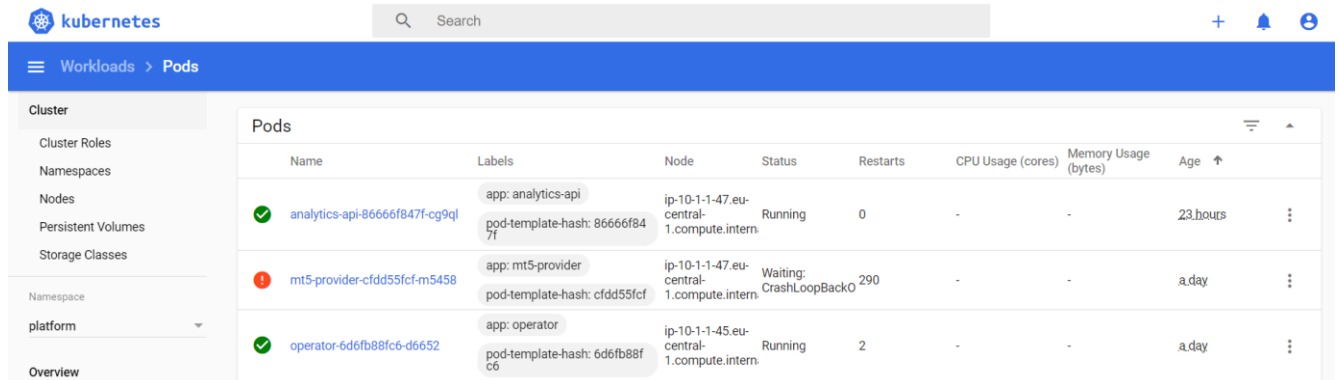 kubernetes
Search
Workloads > Pods
Cluster
Cluster Roles
Namespaces
Nodes
Persistent Volumes
Storage Classes
Namespace
platform
Overview
Pods
Name
Labels
Node
Status
Restarts
CPU Usage (cores)
Memory Usage
(bytes)
Age
analytics-api-86666f847f-cg9ql
app: analytics-api
pod-template-hash: 86666f84
7f
ip-10-1-1-47.eu-
central-
1.compute.intern
Running
0
-
-
23 hours
mt5-provider-cfdd55fcf-m5458
app: mt5-provider
pod-template-hash: cfdd55fcf
ip-10-1-1-47.eu-
central-
1.compute.intern
Waiting:
CrashLoopBackO
290
-
-
a day
operator-6d6fb88fc6-d6652
app: operator
pod-template-hash: 6d6fb88f
c6
ip-10-1-1-45.eu-
central-
1.compute.interna
Running
2
-
-
a day